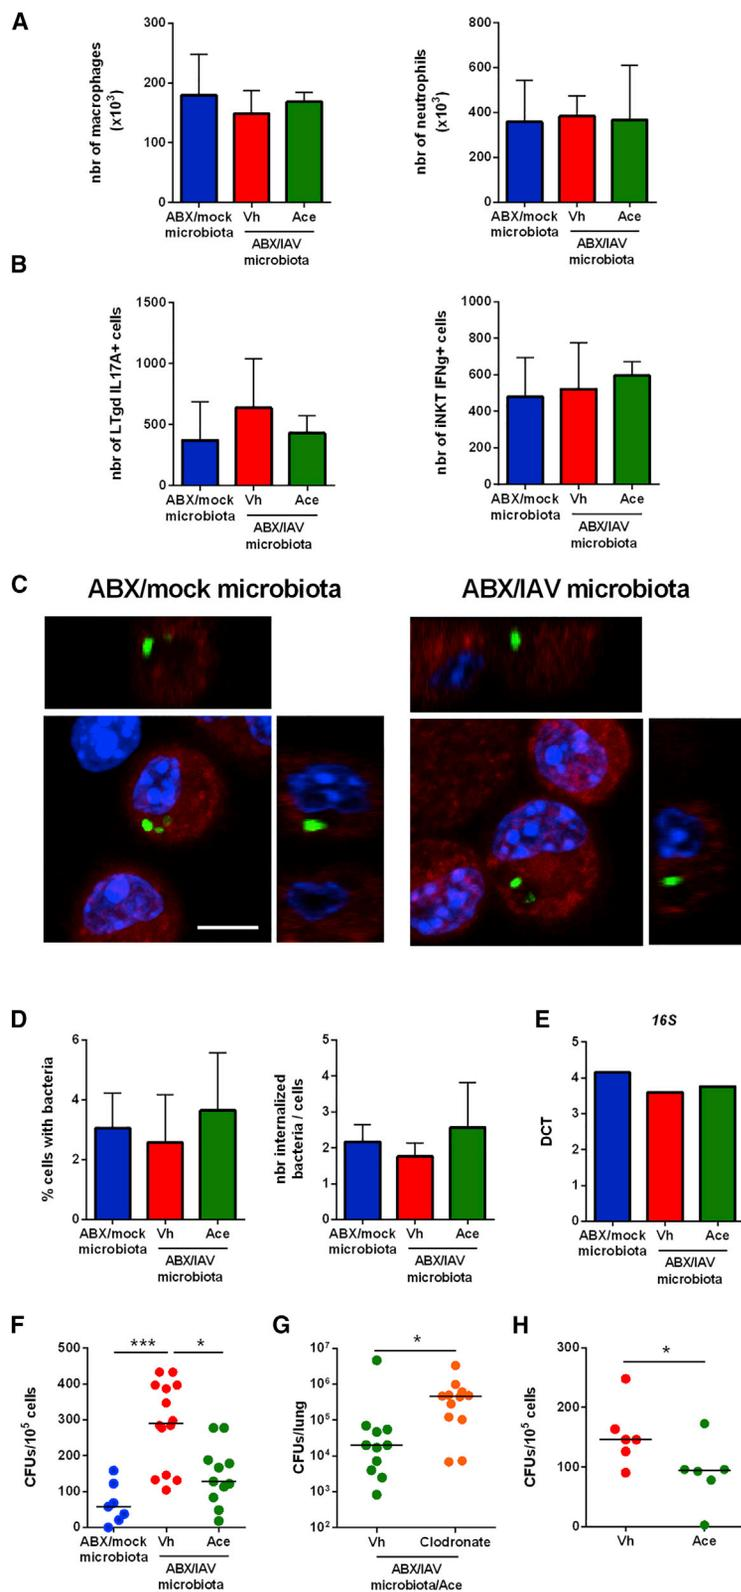 A
nbr of macrophages
(x10³)
300
200
100
0
ABX/mock
microbiota
Vh
Ace
ABX/IAV
microbiota
nbr of neutrophils
(x10³)
800
600
400
200
0
ABX/mock
microbiota
Vh
Ace
ABX/IAV
microbiota
B
nbr of LTgd IL17A+ cells
1500
1000
500
0
ABX/mock
microbiota
Vh
Ace
ABX/IAV
microbiota
nbr of iNKT IFNg+ cells
1000
800
600
400
200
0
ABX/mock
microbiota
Vh
Ace
ABX/IAV
microbiota
C
ABX/mock microbiota
ABX/IAV microbiota
D
% cells with bacteria
6
4
2
0
ABX/mock
microbiota
Vh
Ace
ABX/IAV
microbiota
nbr internalized
bacteria / cells
5
4
3
2
1
0
ABX/mock
microbiota
Vh
Ace
ABX/IAV
microbiota
E
16S
DCT
5
4
3
2
1
0
ABX/mock
microbiota
Vh
Ace
ABX/IAV
microbiota
F
CFUs/10⁵ cells
500
400
300
200
100
0
***
*
ABX/mock
microbiota
Vh
Ace
ABX/IAV
microbiota
G
CFUs/lung
10⁷
10⁶
10⁵
10⁴
10³
10²
*
Vh
Clodronate
ABX/IAV
microbiota/Ace
H
CFUs/10⁵ cells
300
200
100
0
*
Vh
Ace